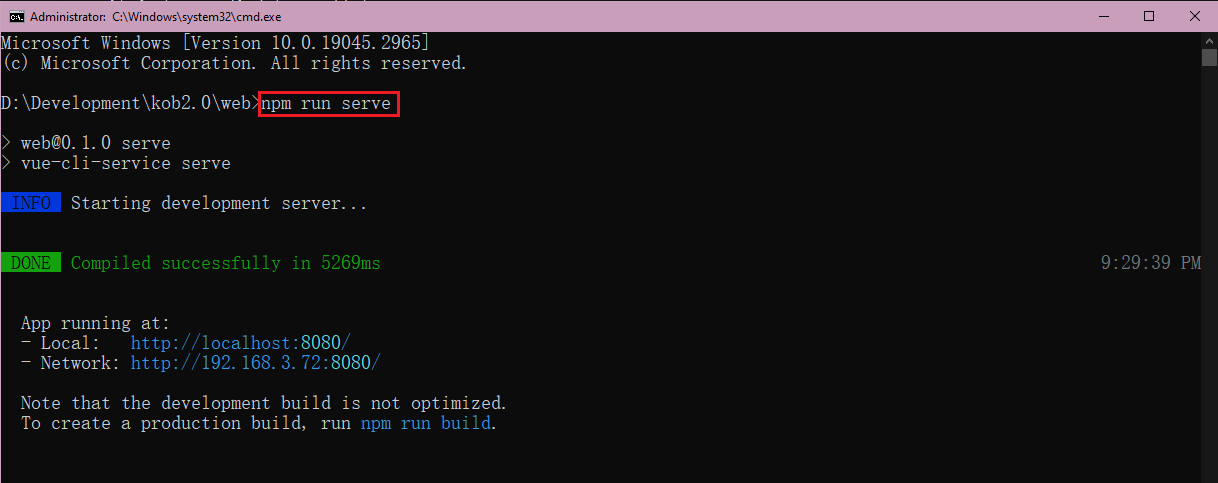 Administrator: C:\Windows\system32\cmd.exe
Microsoft Windows [Version 10.0.19045.2965]
(c) Microsoft Corporation. All rights reserved.
D:\Development\kob2.0\web>npm run serve
> web@0.1.0 serve
> vue-cli-service serve
INFO Starting development server...
DONE Compiled successfully in 5269ms 9:29:39 PM
App running at:
- Local: http://localhost:8080/
- Network: http://192.168.3.72:8080/
Note that the development build is not optimized.
To create a production build, run npm run build.